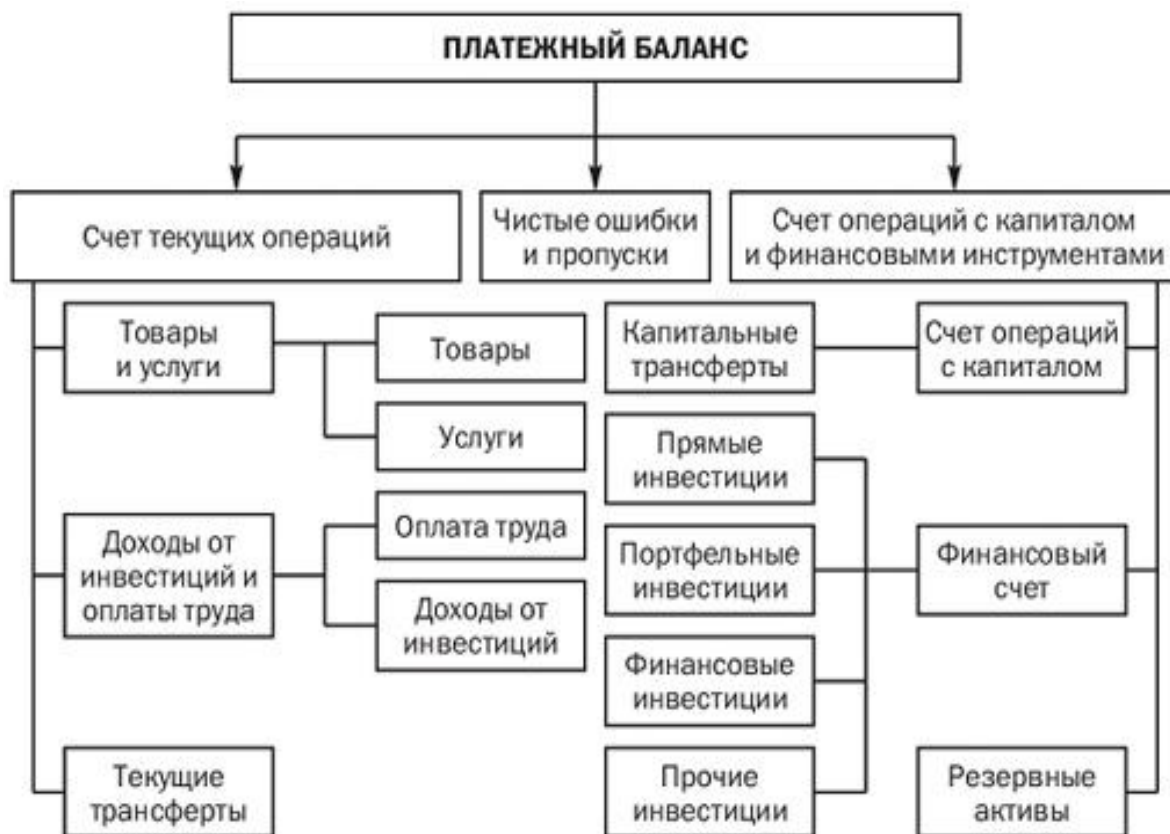 ПЛАТЕЖНЫЙ БАЛАНС
Счет текущих операций
Чистые ошибки
и пропуски
Счет операций с капиталом
и финансовыми инструментами
Товары
и услуги
Товары
Услуги
Доходы от
инвестиций и
оплаты труда
Оплата труда
Доходы от
инвестиций
Текущие
трансферты
Капитальные
трансферты
Счет операций
с капиталом
Прямые
инвестиции
Портфельные
инвестиции
Финансовые
инвестиции
Прочие
инвестиции
Финансовый
счет
Резервные
активы